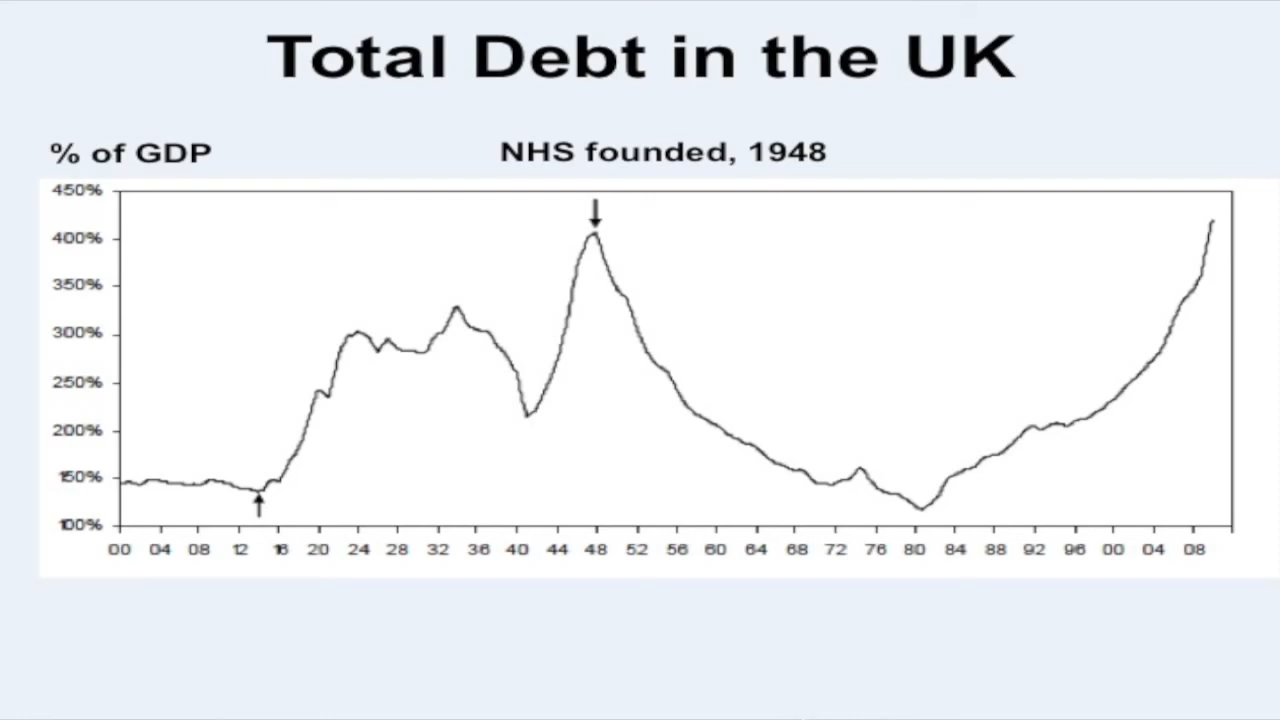 Total Debt in the UK
% of GDP NHS founded, 1948
450%
400%
350%
300%
250%
200%
150%
100%
00 04 08 12 16 20 24 28 32 36 40 44 48 52 56 60 64 68 72 76 80 84 88 92 96 00 04 08